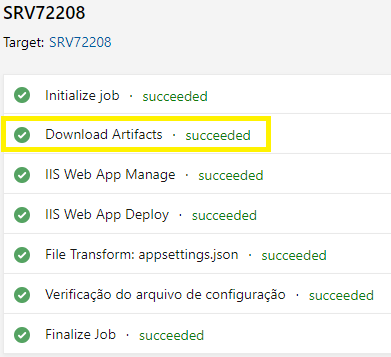 SRV72208
Target: SRV72208
Initialize job · succeeded
Download Artifacts · succeeded
IIS Web App Manage · succeeded
IIS Web App Deploy · succeeded
File Transform: appsettings.json · succeeded
Verificação do arquivo de configuração · succeeded
Finalize Job · succeeded